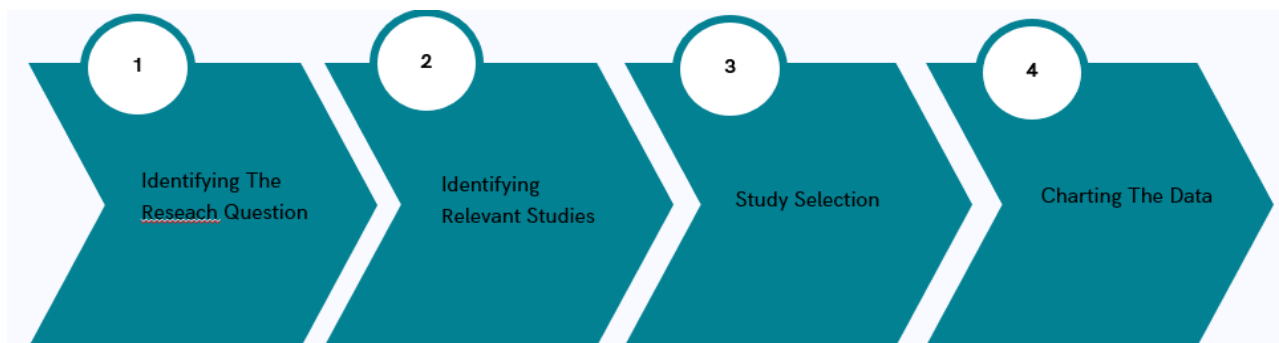 1
Identifying The
Reseach Question
2
Identifying
Relevant Studies
3
Study Selection
4
Charting The Data